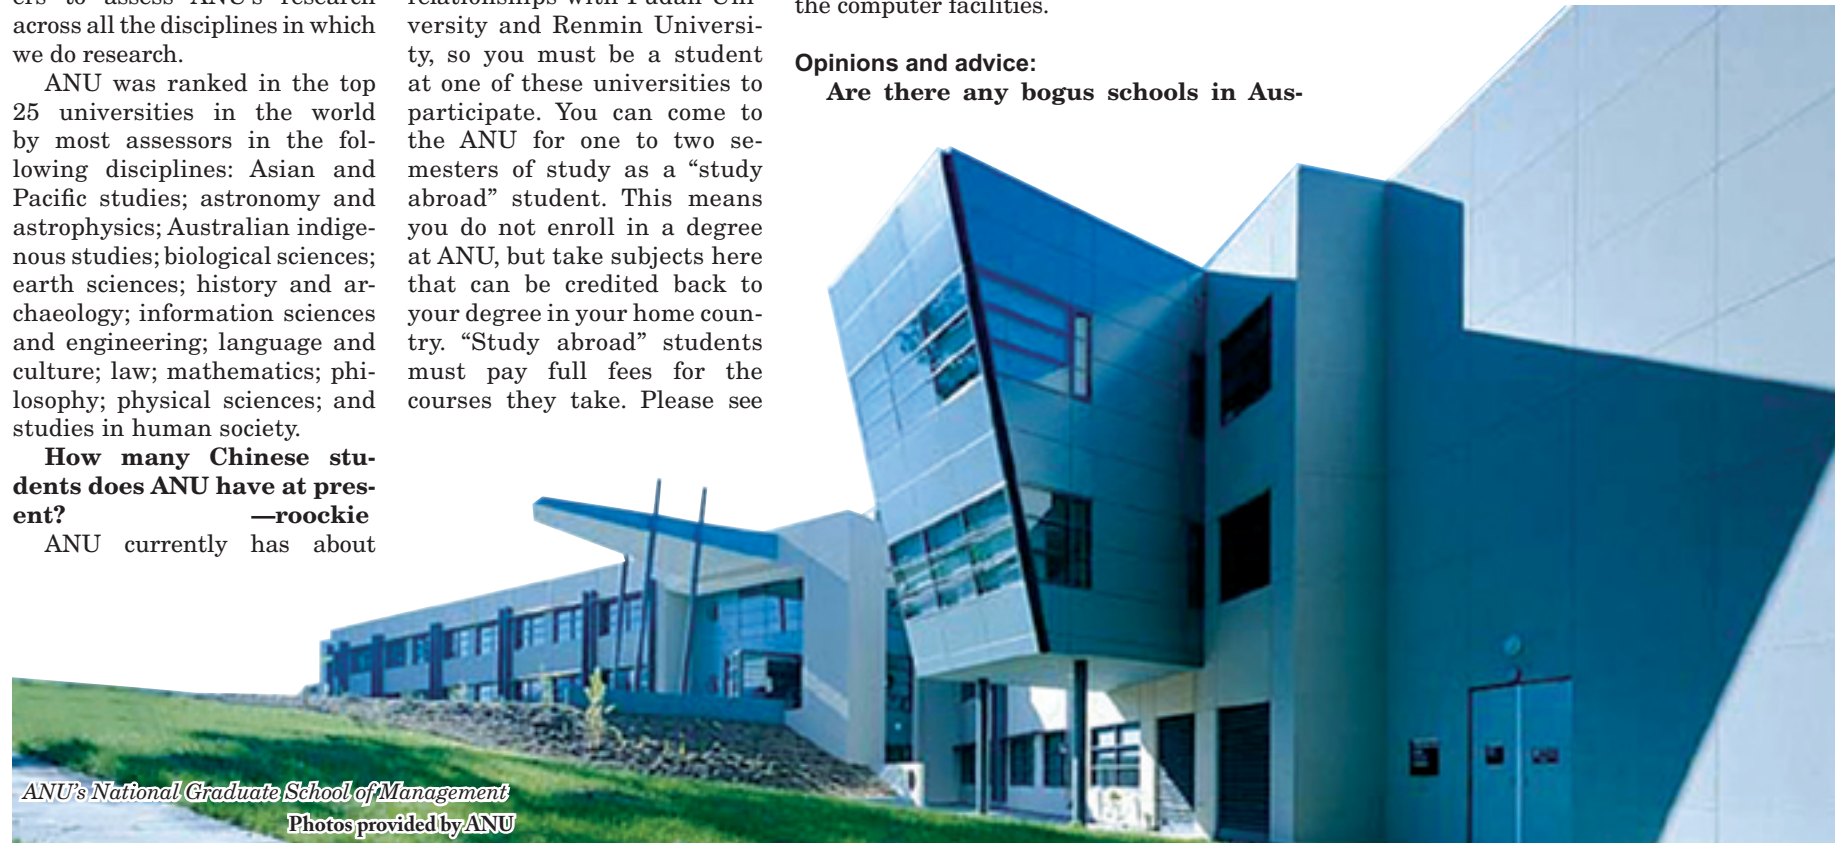 ers to assess ANU's research
across all the disciplines in which
we do research.
ANU was ranked in the top
25 universities in the world
by most assessors in the fol-
lowing disciplines: Asian and
Pacific studies; astronomy and
astrophysics; Australian indige-
nous studies; biological sciences;
earth sciences; history and ar-
chaeology; information sciences
and engineering; language and
culture; law; mathematics; phi-
losophy; physical sciences; and
studies in human society.
How many Chinese stu-
dents does ANU have at pres-
ent? —roockie
ANU currently has about
relationships with Fudan Uni-
versity and Renmin Universi-
ty, so you must be a student
at one of these universities to
participate. You can come to
the ANU for one to two se-
mesters of study as a “study
abroad” student. This means
you do not enroll in a degree
at ANU, but take subjects here
that can be credited back to
your degree in your home coun-
try. “Study abroad” students
must pay full fees for the
courses they take. Please see
the computer facilities.
Opinions and advice:
Are there any bogus schools in Aus-
ANU's National Graduate School of Management
Photos provided by ANU